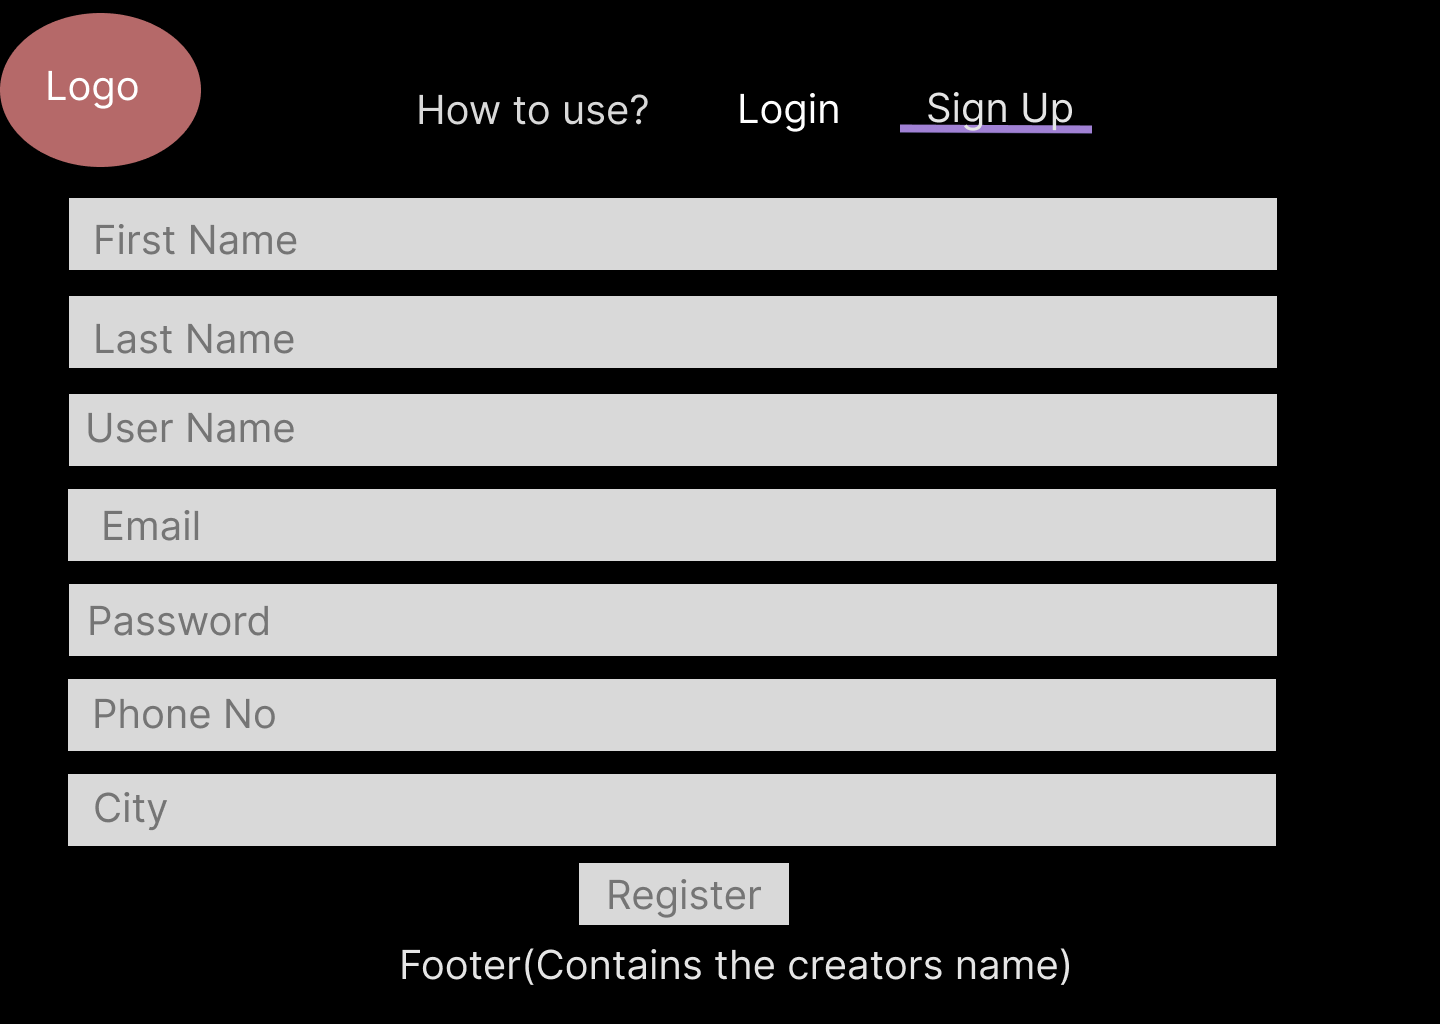 Logo
How to use? Login Sign Up
First Name
Last Name
User Name
Email
Password
Phone No
City
Register
Footer(Contains the creators name)